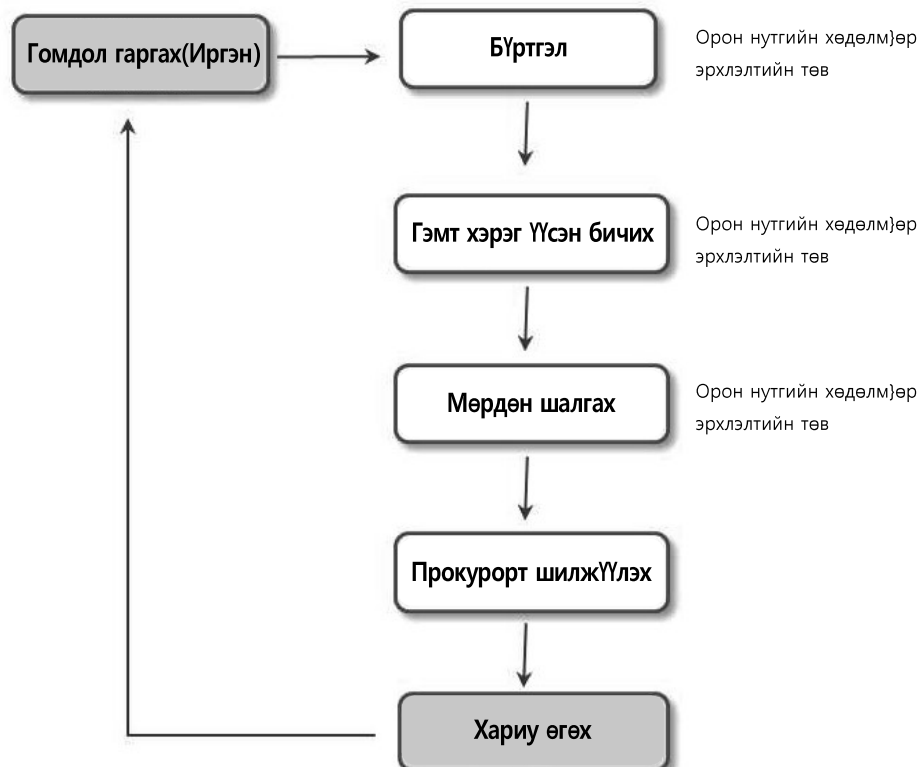 Гомдол гаргах(Иргэн)
БҮртгэл
Орон нутгийн хөдөлм}өр
эрхлэлтийн төв
Гэмт хэрэг ҮҮсэн бичих
Орон нутгийн хөдөлм}өр
эрхлэлтийн төв
Мөрдөн шалгах
Орон нутгийн хөдөлм}өр
эрхлэлтийн төв
Прокурорт шилжҮҮлэх
Хариу өгөх